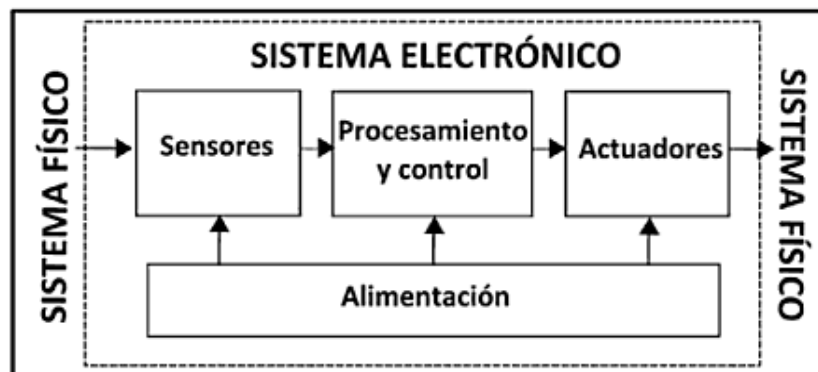 SISTEMA ELECTRÓNICO
SISTEMA FÍSICO
Sensores
Procesamiento
y control
Actuadores
SISTEMA FÍSICO
Alimentación